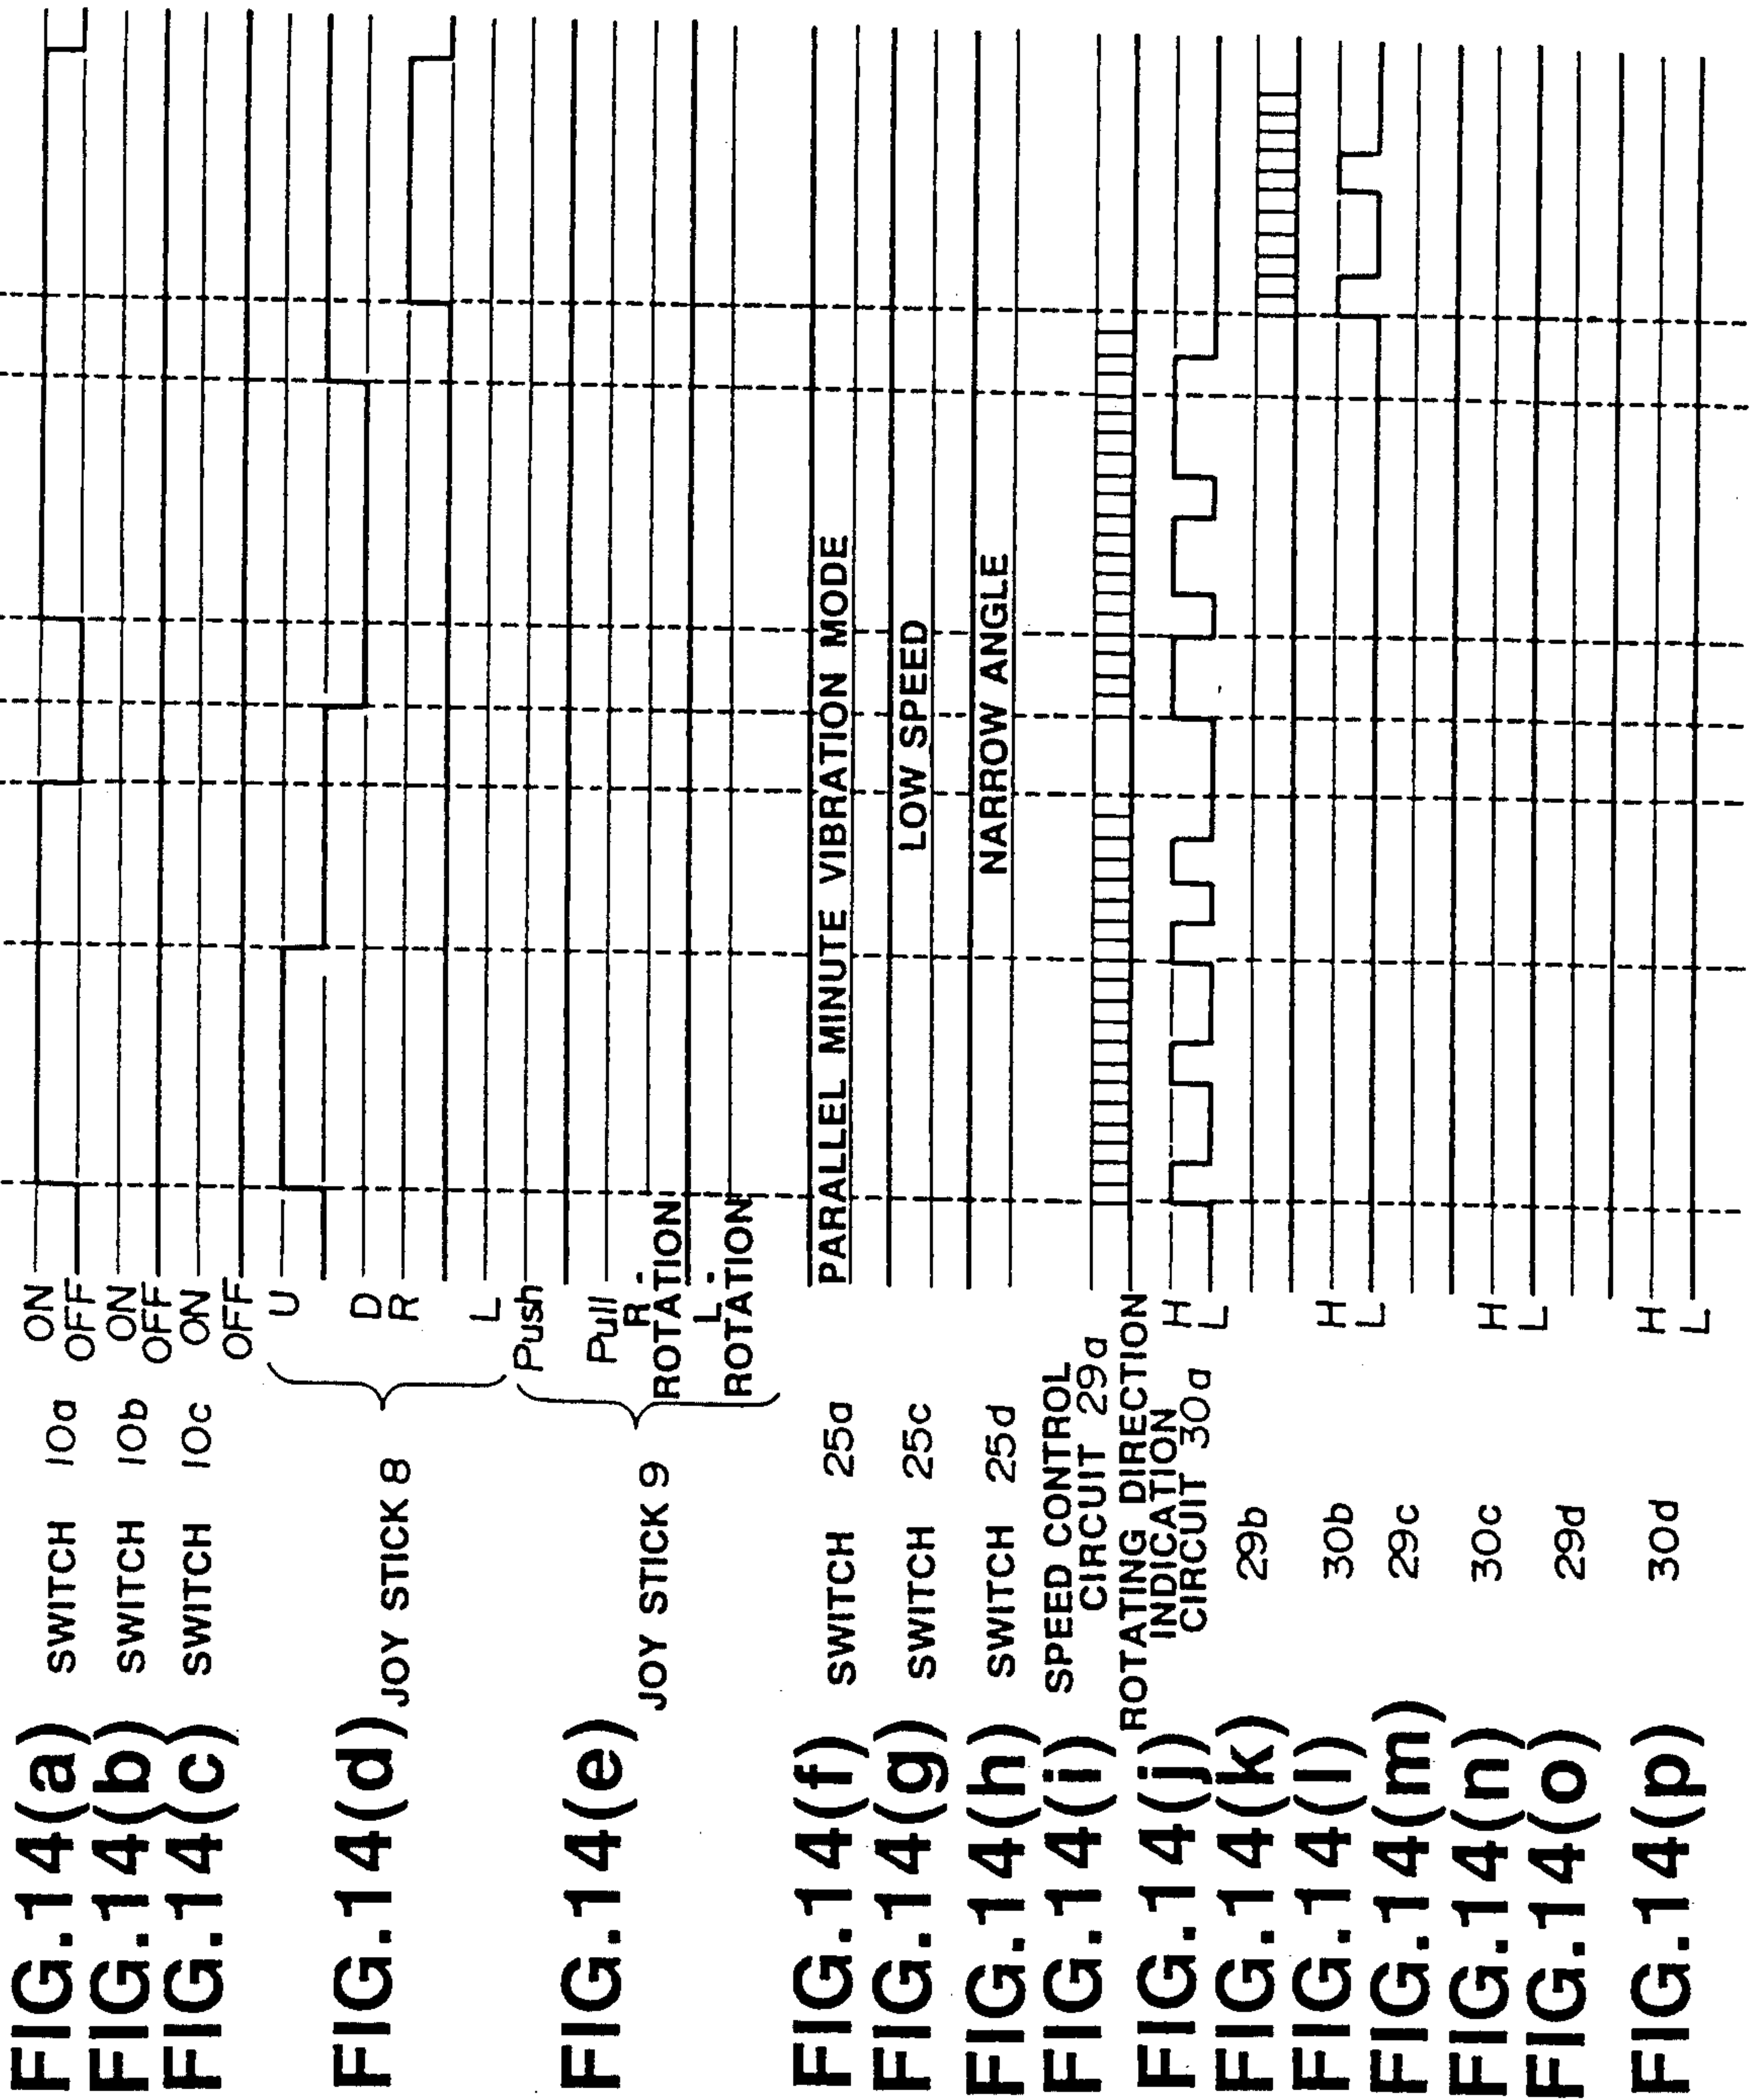 FIG.14(a) SWITCH 10a ON
OFF
FIG.14(b) SWITCH 10b ON
OFF
FIG.14(c) SWITCH 10c ON
OFF
FIG.14(d) JOY STICK 8 U
D
R
L
FIG.14(e) JOY STICK 9 Push
Pull
R-
ROTATION
L-
ROTATION
FIG.14(f) SWITCH 25a PARALLEL MINUTE VIBRATION MODE
FIG.14(g) SWITCH 25c LOW SPEED
FIG.14(h) SWITCH 25d NARROW ANGLE
FIG.14(i) SPEED CONTROL
CIRCUIT 29a
FIG.14(j) ROTATING DIRECTION
INDICATION
CIRCUIT 30a H
L
FIG.14(k) 29b
FIG.14(l) 30b H
L
FIG.14(m) 29c
FIG.14(n) 30c H
L
FIG.14(o) 29d
FIG.14(p) 30d H
L